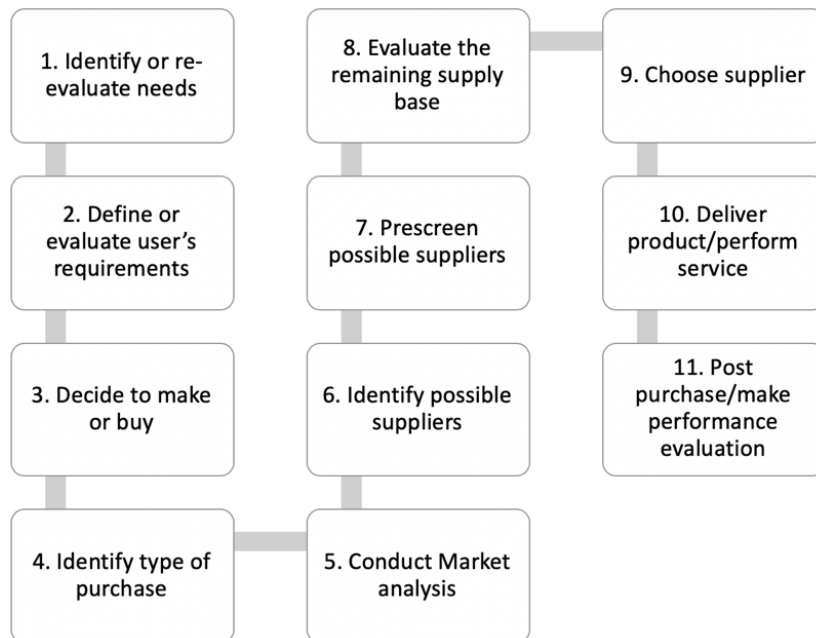 1. Identify or re-
evaluate needs
2. Define or
evaluate user’s
requirements
3. Decide to make
or buy
4. Identify type of
purchase
5. Conduct Market
analysis
6. Identify possible
suppliers
7. Prescreen
possible suppliers
8. Evaluate the
remaining supply
base
9. Choose supplier
10. Deliver
product/perform
service
11. Post
purchase/make
performance
evaluation